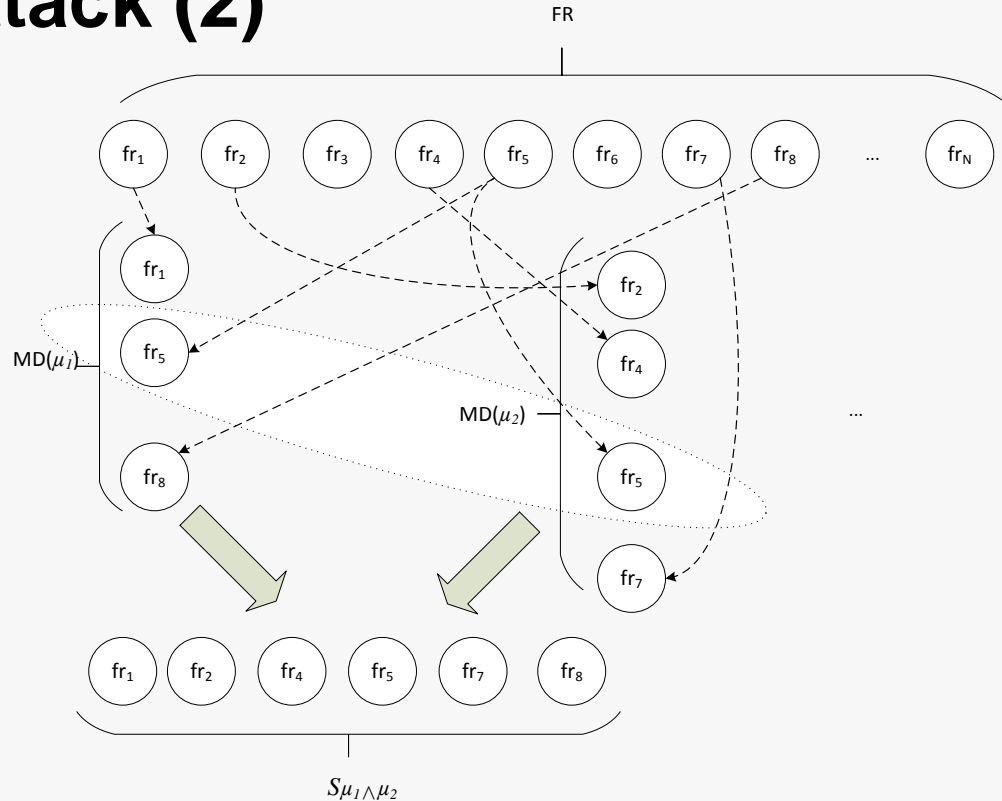 tack (2)
FR
fr1 fr2 fr3 fr4 fr5 fr6 fr7 fr8 ... frN
fr1
fr5
fr8
MD(μ1)
fr2
fr4
fr5
fr7
MD(μ2)
...
fr1 fr2 fr4 fr5 fr7 fr8
Sμ1∧μ2